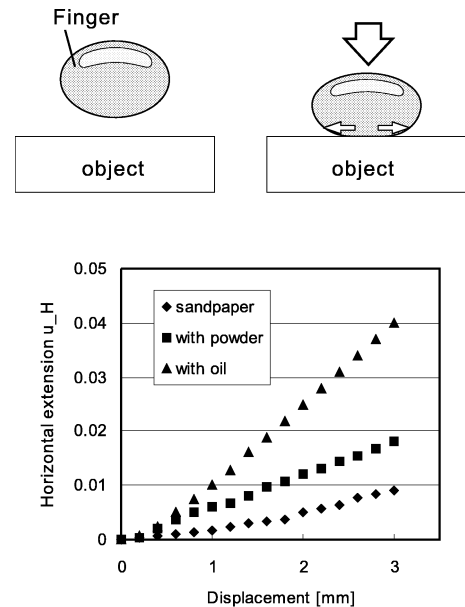 Finger
object
object
Horizontal extension u_H
0.05
0.04
0.03
0.02
0.01
0
sandpaper
with powder
with oil
0
1
2
3
Displacement [mm]